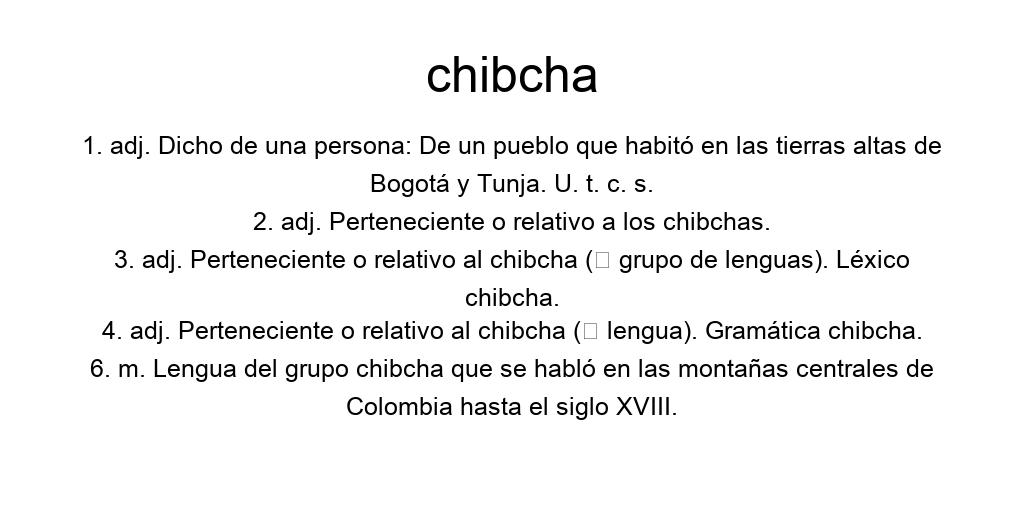 chibcha
1. adj. Dicho de una persona: De un pueblo que habitó en las tierras altas de
Bogotá y Tunja. U. t. c. s.
2. adj. Perteneciente o relativo a los chibchas.
3. adj. Perteneciente o relativo al chibcha (□ grupo de lenguas). Léxico
chibcha.
4. adj. Perteneciente o relativo al chibcha (□ lengua). Gramática chibcha.
6. m. Lengua del grupo chibcha que se habló en las montañas centrales de
Colombia hasta el siglo XVIII.